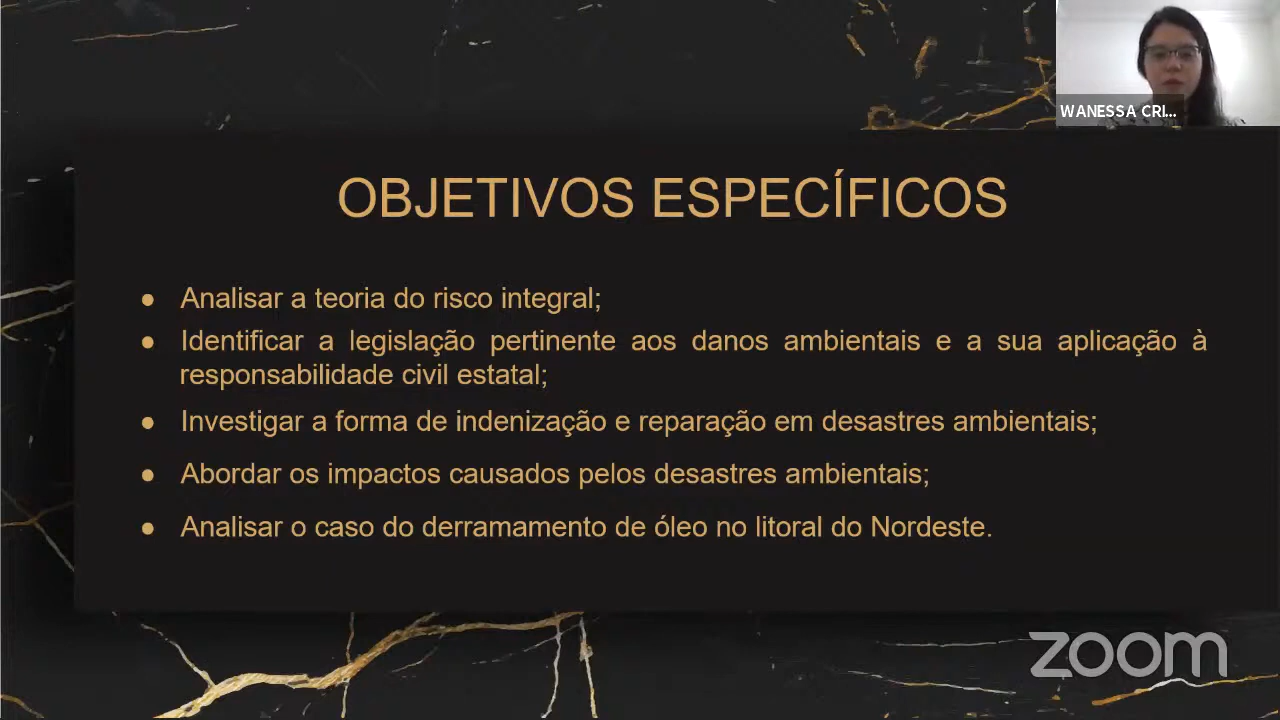 WANESSA CRI...
OBJETIVOS ESPECÍFICOS
● Analisar a teoria do risco integral;
● Identificar a legislação pertinente aos danos ambientais e a sua aplicação à
responsabilidade civil estatal;
● Investigar a forma de indenização e reparação em desastres ambientais;
● Abordar os impactos causados pelos desastres ambientais;
● Analisar o caso do derramamento de óleo no litoral do Nordeste.
zoom